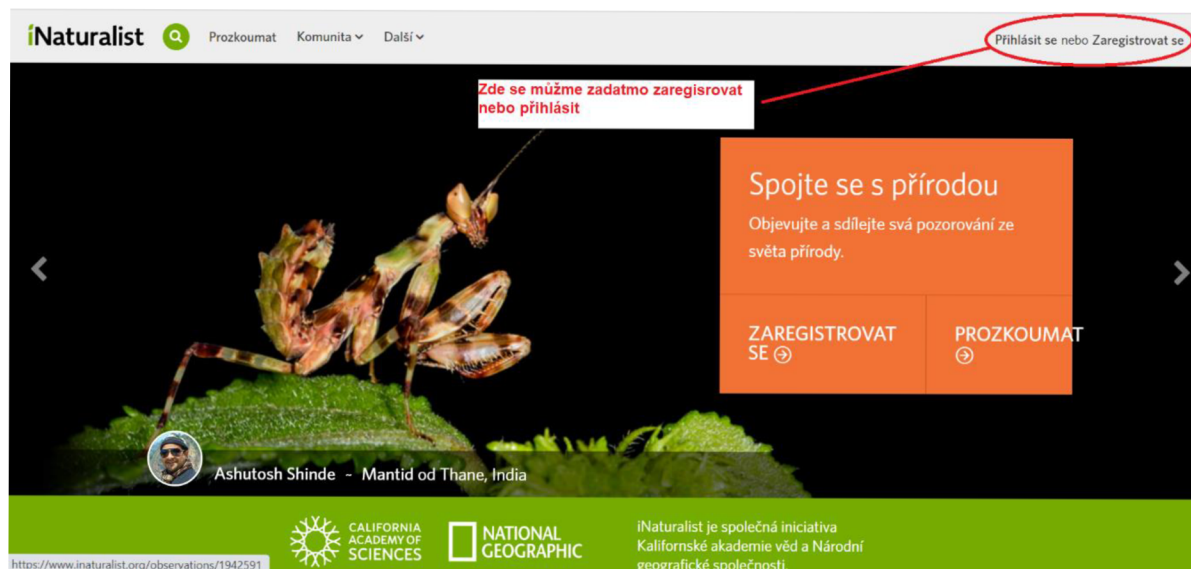 iNaturalist Prozkoumat Komunita Další Přihlásit se nebo Zaregistrovat se
Zde se můžme zadatmo zaregisrovat
nebo přihlásit
Spojte se s přírodou
Objevujte a sdílejte svá pozorování ze
světa přírody.
ZAREGISTROVAT
SE
PROZKOUMAT
Ashutosh Shinde ~ Mantid od Thane, India
CALIFORNIA
ACADEMY OF
SCIENCES
NATIONAL
GEOGRAPHIC
iNaturalist je společná iniciativa
Kalifornské akademie věd a Národní
geografické společnosti.
https://www.inaturalist.org/observations/1942591